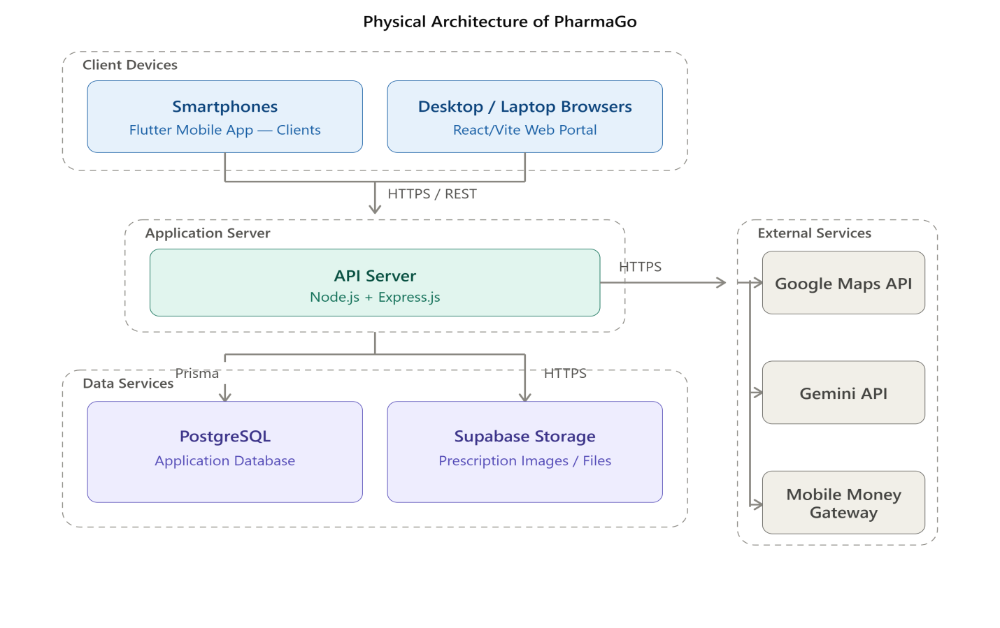 Physical Architecture of PharmaGo
Client Devices
Smartphones
Flutter Mobile App — Clients
Desktop / Laptop Browsers
React/Vite Web Portal
HTTPS / REST
Application Server
API Server
Node.js + Express.js
HTTPS
External Services
Google Maps API
Gemini API
Mobile Money
Gateway
Prisma
HTTPS
Data Services
PostgreSQL
Application Database
Supabase Storage
Prescription Images / Files